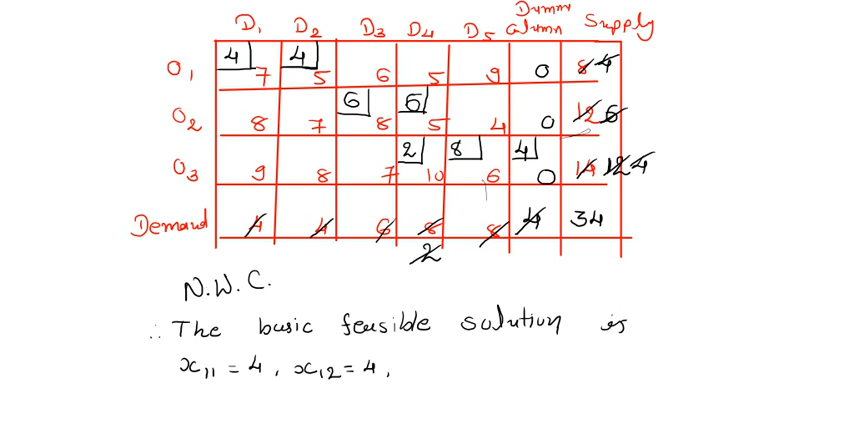 D1 D2 D3 D4 D5 Dummy Column Supply
O1 4 7 4 5 6 5 9 0 8 4
O2 8 7 6 8 6 5 4 0 12 6
O3 9 8 7 2 10 8 6 4 0 14 12 4
Demand 4 4 6 8 8 4 34
2
N.W.C.
∴ The basic feasible solution is
x11 = 4, x12 = 4,